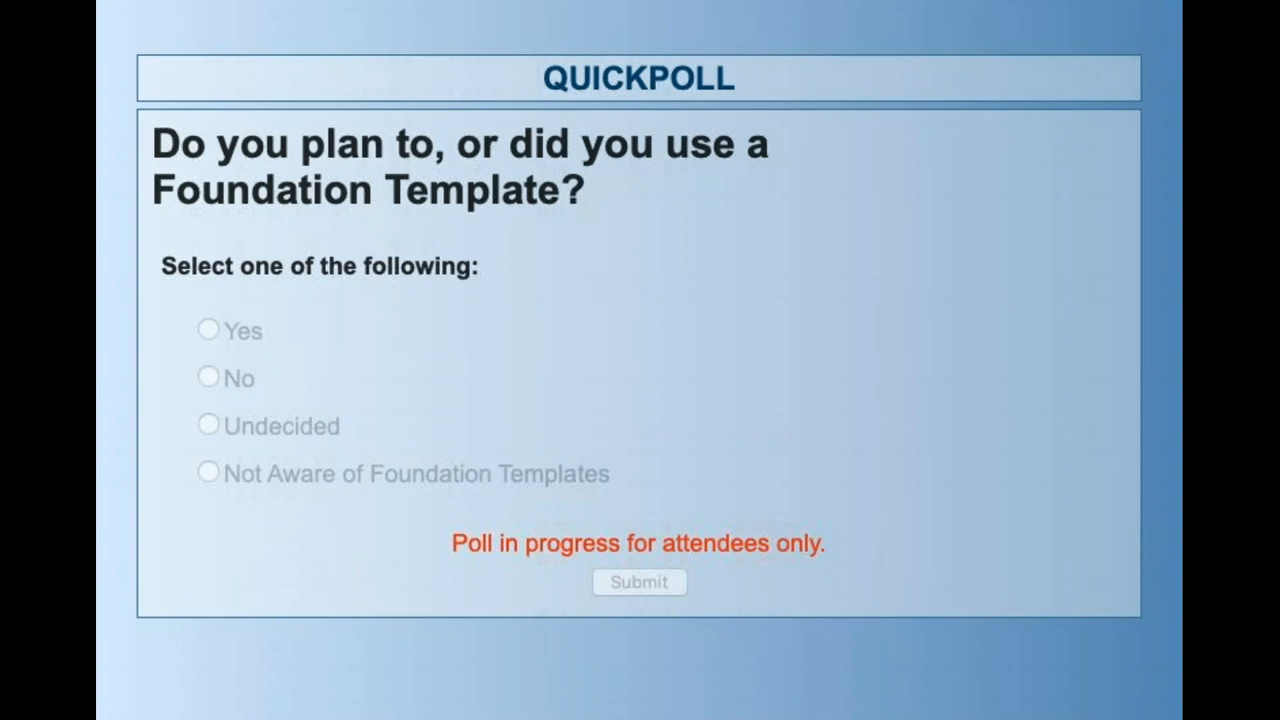 QUICKPOLL
Do you plan to, or did you use a
Foundation Template?
Select one of the following:
Yes
No
Undecided
Not Aware of Foundation Templates
Poll in progress for attendees only.
Submit